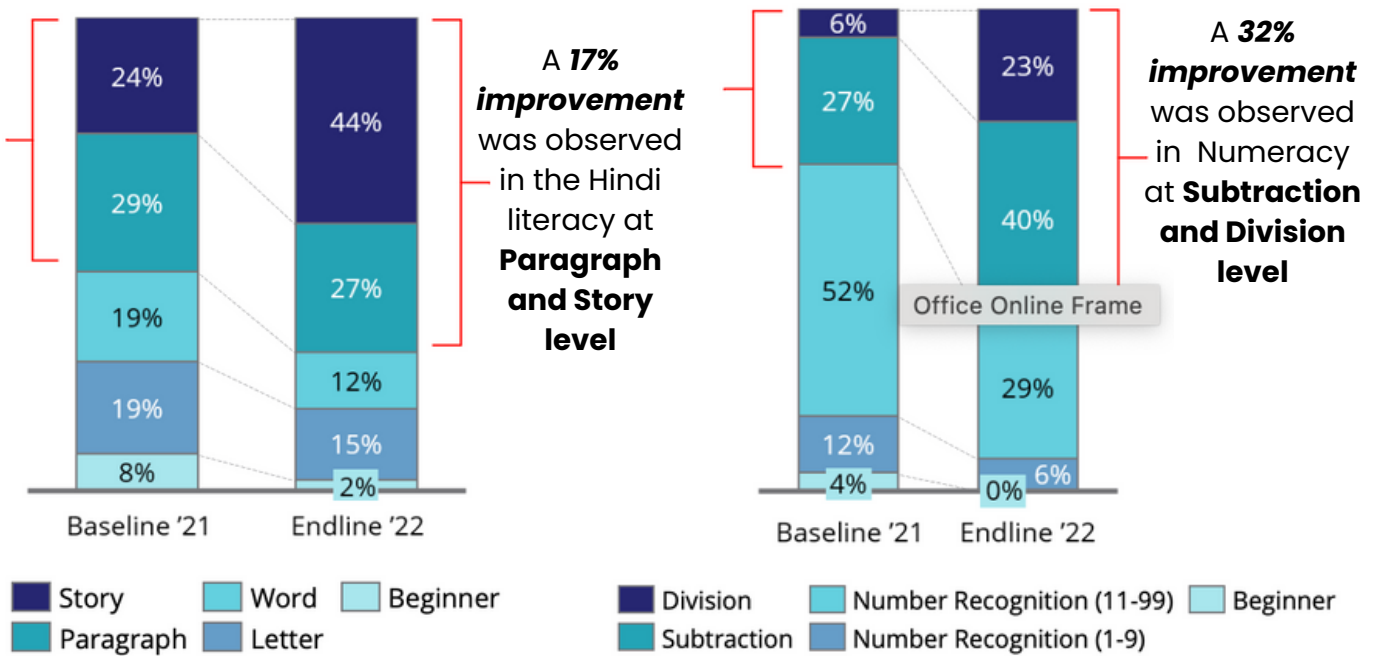 24%
29%
19%
19%
8%
44%
27%
12%
15%
2%
Baseline '21
Endline '22
A 17%
improvement
was observed
in the Hindi
literacy at
Paragraph
and Story
level
Story
Word
Beginner
Paragraph
Letter
6%
27%
52%
12%
4%
23%
40%
Office Online Frame
29%
6%
0%
Baseline '21
Endline '22
A 32%
improvement
was observed
in Numeracy
at Subtraction
and Division
level
Division
Number Recognition (11-99)
Beginner
Subtraction
Number Recognition (1-9)